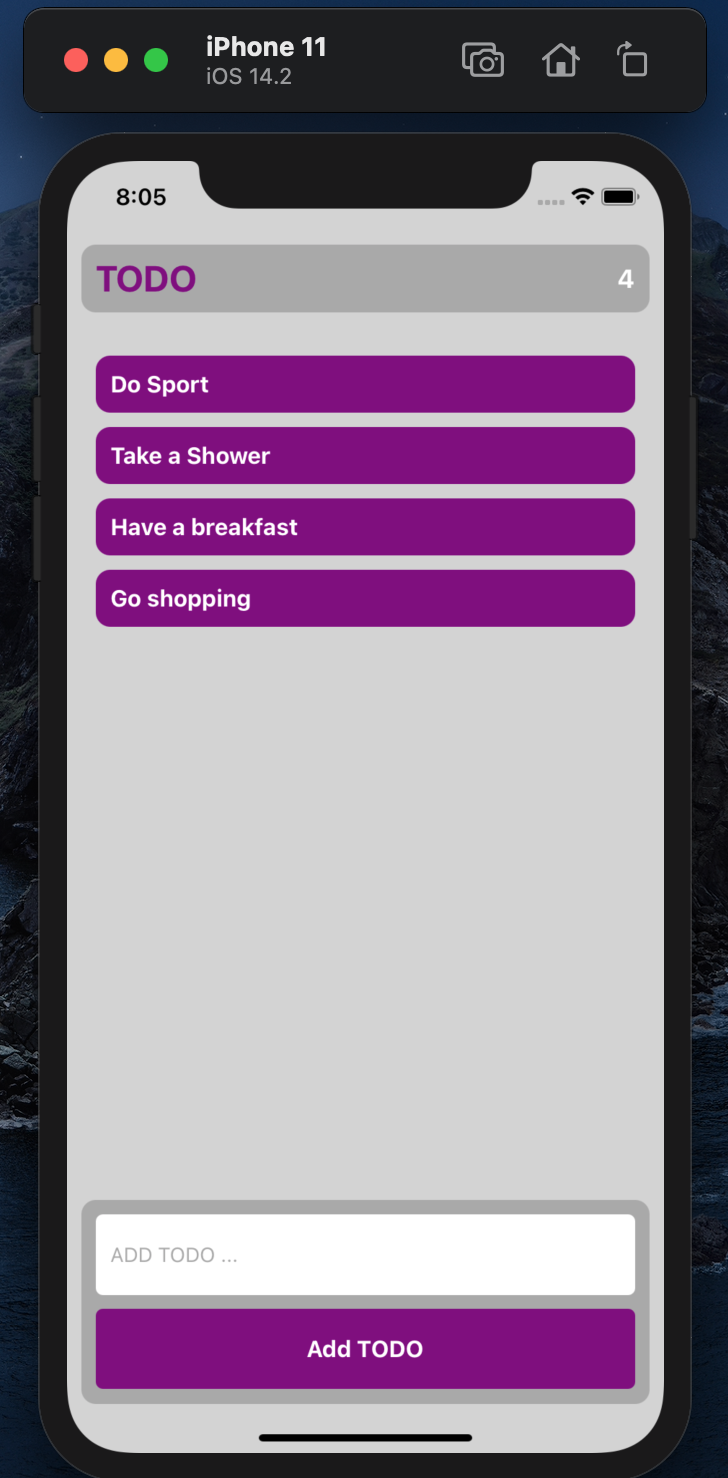 iPhone 11
iOS 14.2
8:05
TODO 4
Do Sport
Take a Shower
Have a breakfast
Go shopping
ADD TODO ...
Add TODO